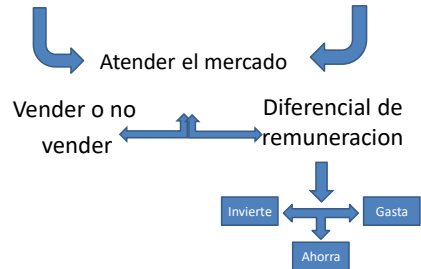 Atender el mercado
Vender o no
vender
Diferencial de
remuneracion
Invierte
Gasta
Ahorra